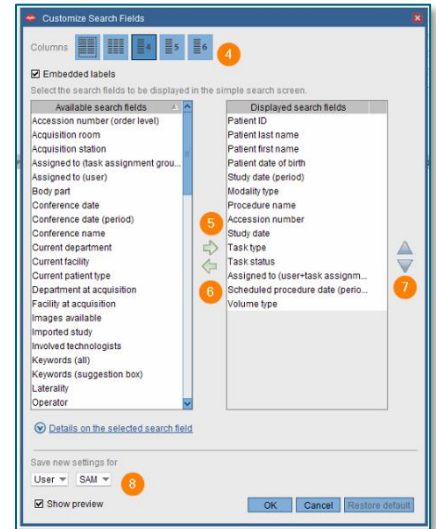 Customize Search Fields
Columns 4 5 6 4
Embedded labels
Select the search fields to be displayed in the simple search screen.
Available search fields
Accession number (order level)
Acquisition room
Acquisition station
Assigned to (task assignment grou...
Assigned to (user)
Body part
Conference date
Conference date (period)
Conference name
Current department
Current facility
Current patient type
Department at acquisition
Facility at acquisition
Images available
Imported study
Involved technologists
Keywords (all)
Keywords (suggestion box)
Laterality
Operator
5
6
Displayed search fields
Patient ID
Patient last name
Patient first name
Patient date of birth
Study date (period)
Modality type
Procedure name
Accession number
Study date
Task type
Task status
Assigned to (user+task assignm...
Scheduled procedure date (perio...
Volume type
7
Details on the selected search field
Save new settings for
User SAM 8
Show preview
OK Cancel Restore default